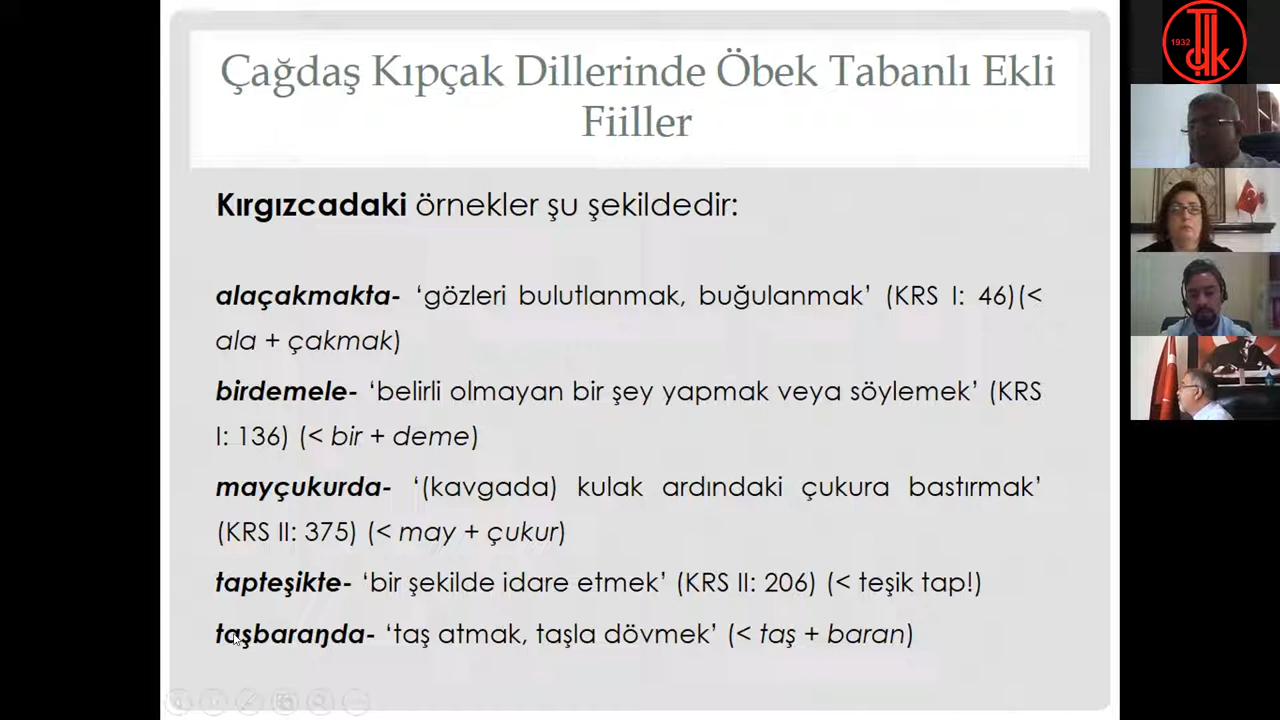 Çağdaş Kıpçak Dillerinde Öbek Tabanlı Ekli
Fiiller
Kırgızcadaki örnekler şu şekildedir:
alaçakmakta- ‘gözleri bulutlanmak, buğulanmak’ (KRS I: 46)(<
ala + çakmak)
birdemele- ‘belirli olmayan bir şey yapmak veya söylemek’ (KRS
I: 136) (< bir + deme)
mayçukurda- ‘(kavgada) kulak ardındaki çukura bastırmak’
(KRS II: 375) (< may + çukur)
tapteşikte- ‘bir şekilde idare etmek’ (KRS II: 206) (< teşik tap!)
taşbaraŋda- ‘taş atmak, taşla dövmek’ (< taş + baran)
1932